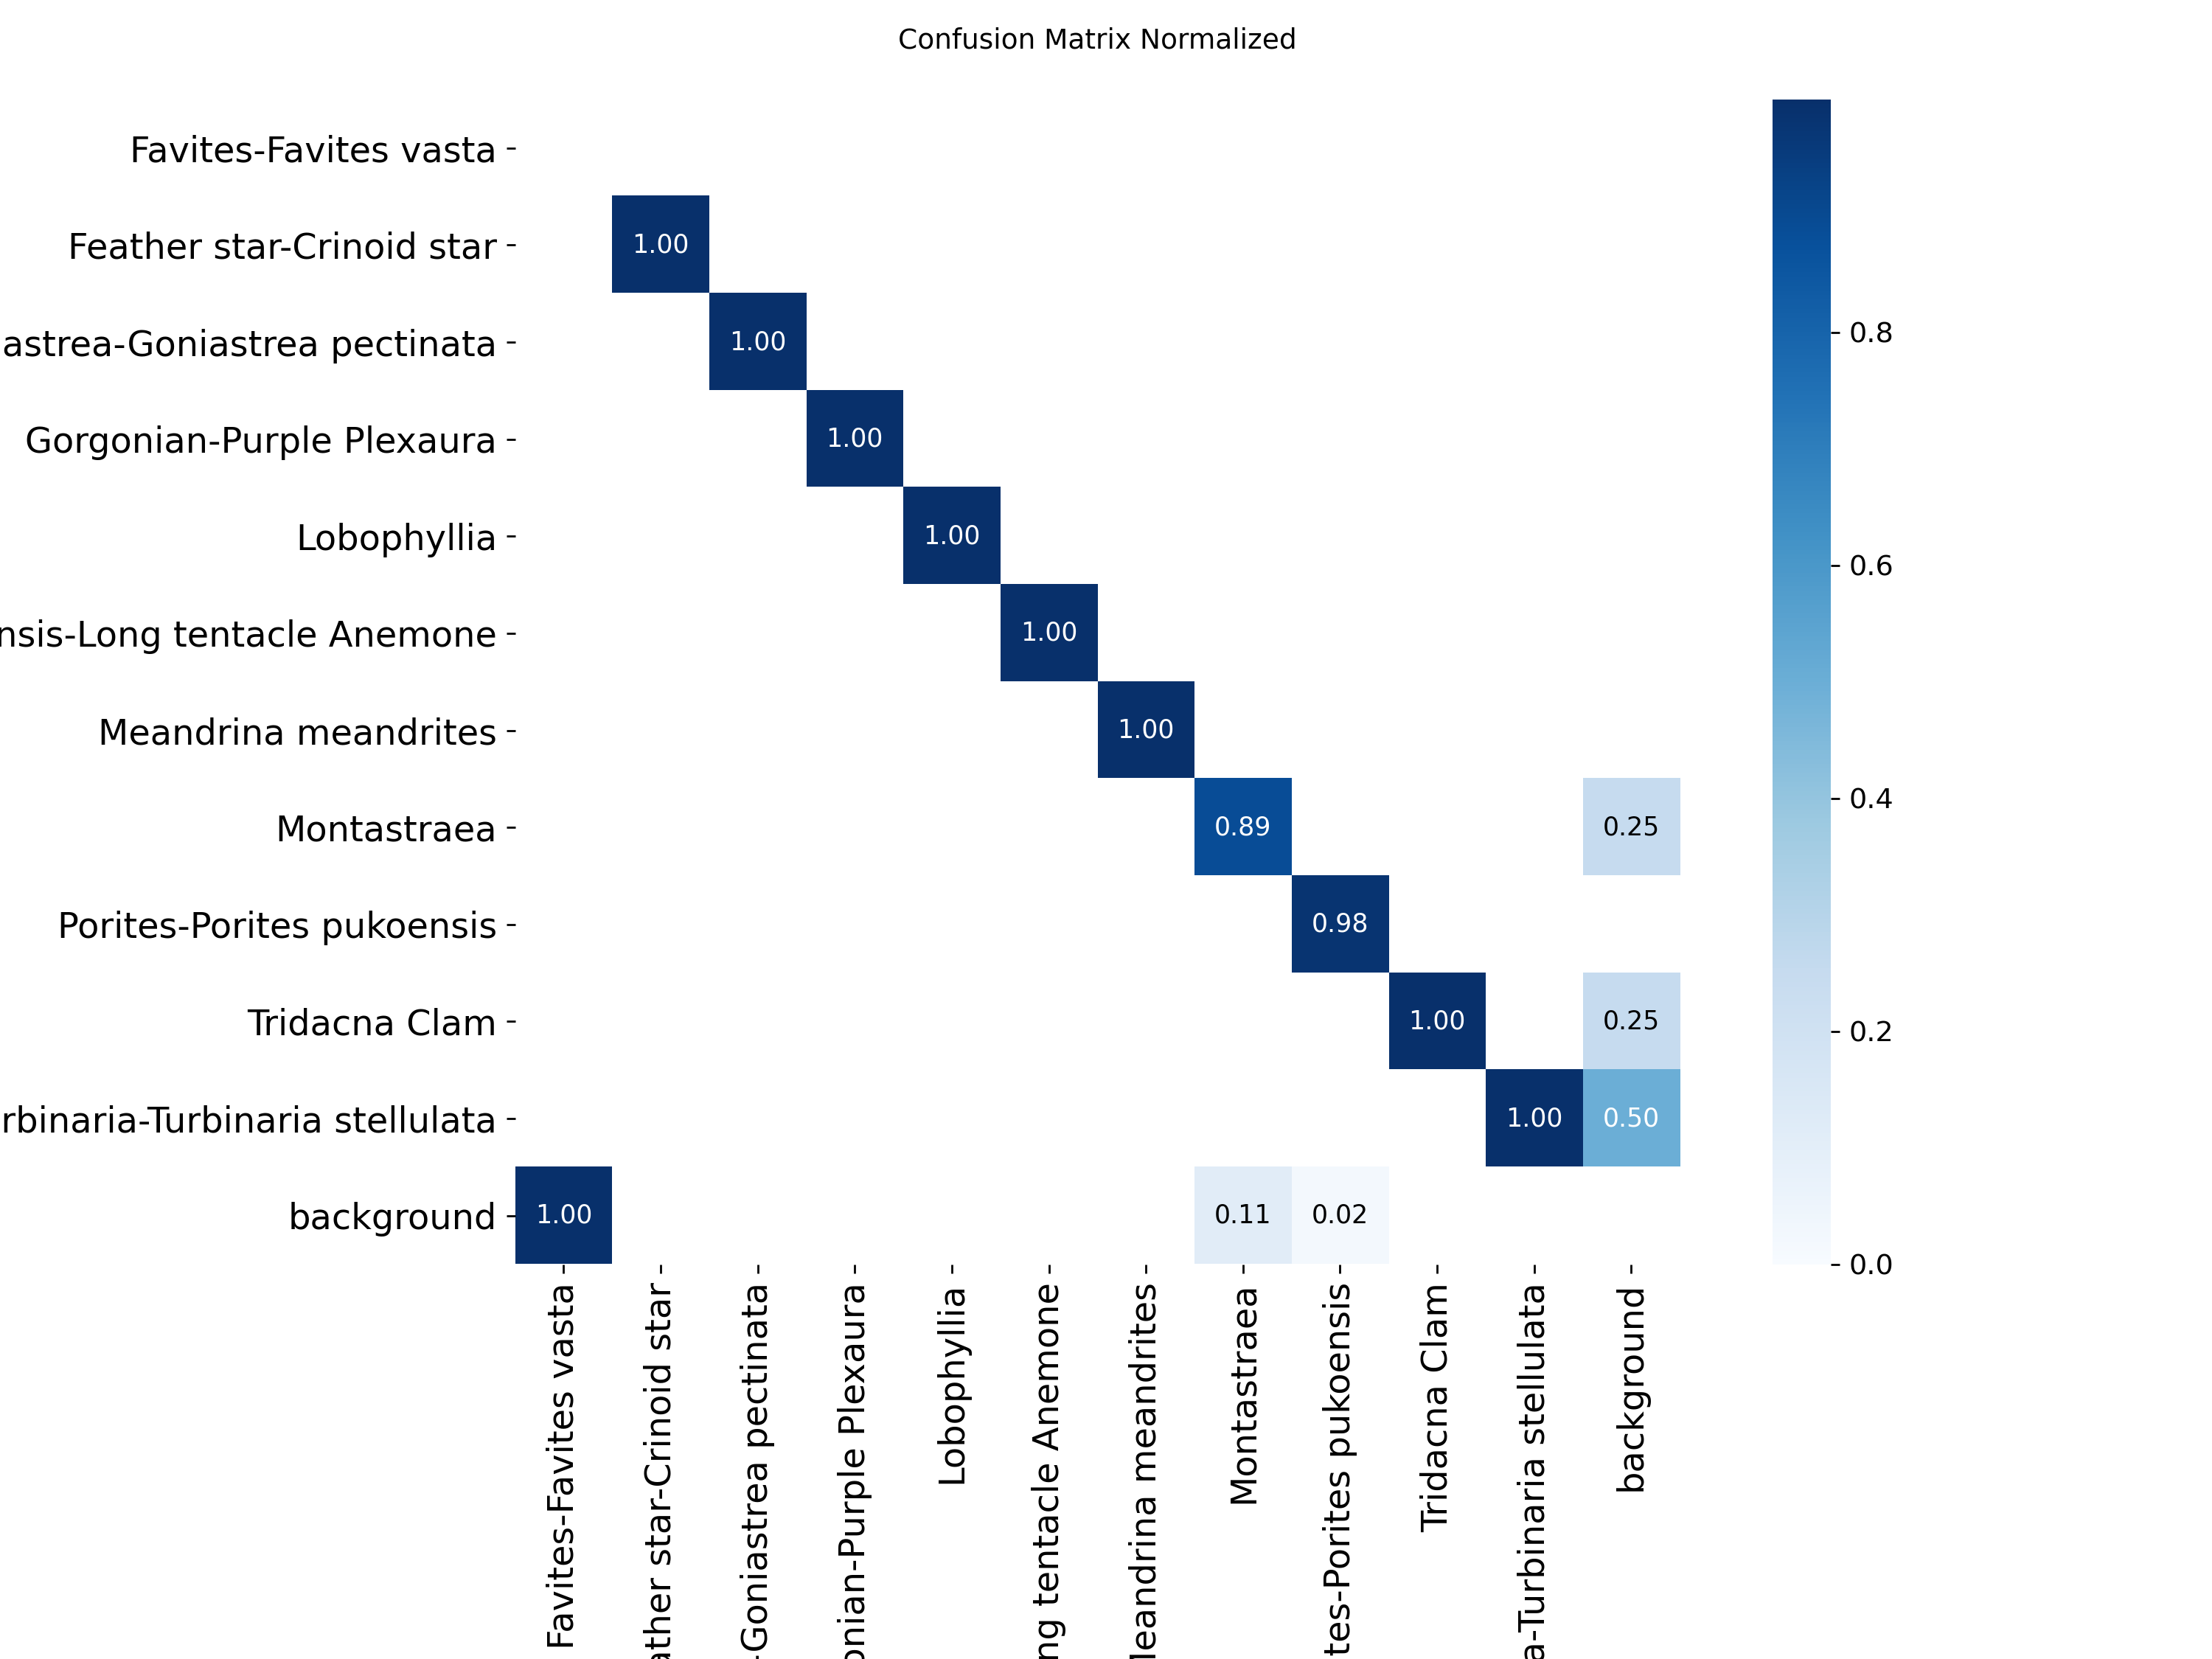 Confusion Matrix Normalized
Favites-Favites vasta
Feather star-Crinoid star
1.00
astrea-Goniastrea pectinata
1.00
0.8
Gorgonian-Purple Plexaura
1.00
Lobophyllia
1.00
0.6
nsis-Long tentacle Anemone
1.00
Meandrina meandrites
1.00
0.4
Montastraea
0.89
0.25
Porites-Porites pukoensis
0.98
Tridacna Clam
1.00
0.25
0.2
rbinaria-Turbinaria stellulata
1.00
0.50
background
1.00
0.11
0.02
0.0
Favites-Favites vasta
ather star-Crinoid star
-Goniastrea pectinata
onian-Purple Plexaura
Lobophyllia
ng tentacle Anemone
leandrina meandrites
Montastraea
tes-Porites pukoensis
Tridacna Clam
a-Turbinaria stellulata
background